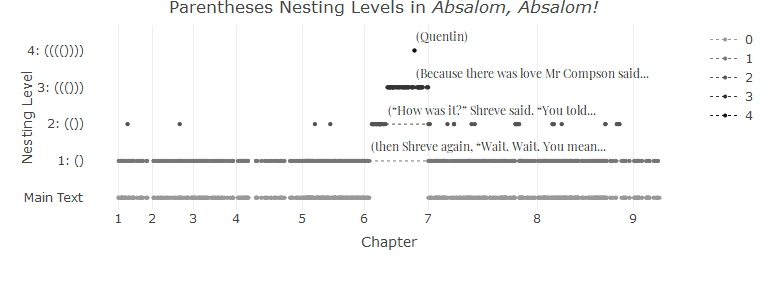 Parentheses Nesting Levels in Absalom, Absalom!
(Quentin)
4: (((())))
(Because there was love Mr Compson said...
3: ((()))
(“How was it?” Shreve said. “You told...
2: (())
(then Shreve again, “Wait. Wait. You mean...
1: ()
Main Text
Nesting Level
1 2 3 4 5 6 7 8 9
Chapter
0
1
2
3
4